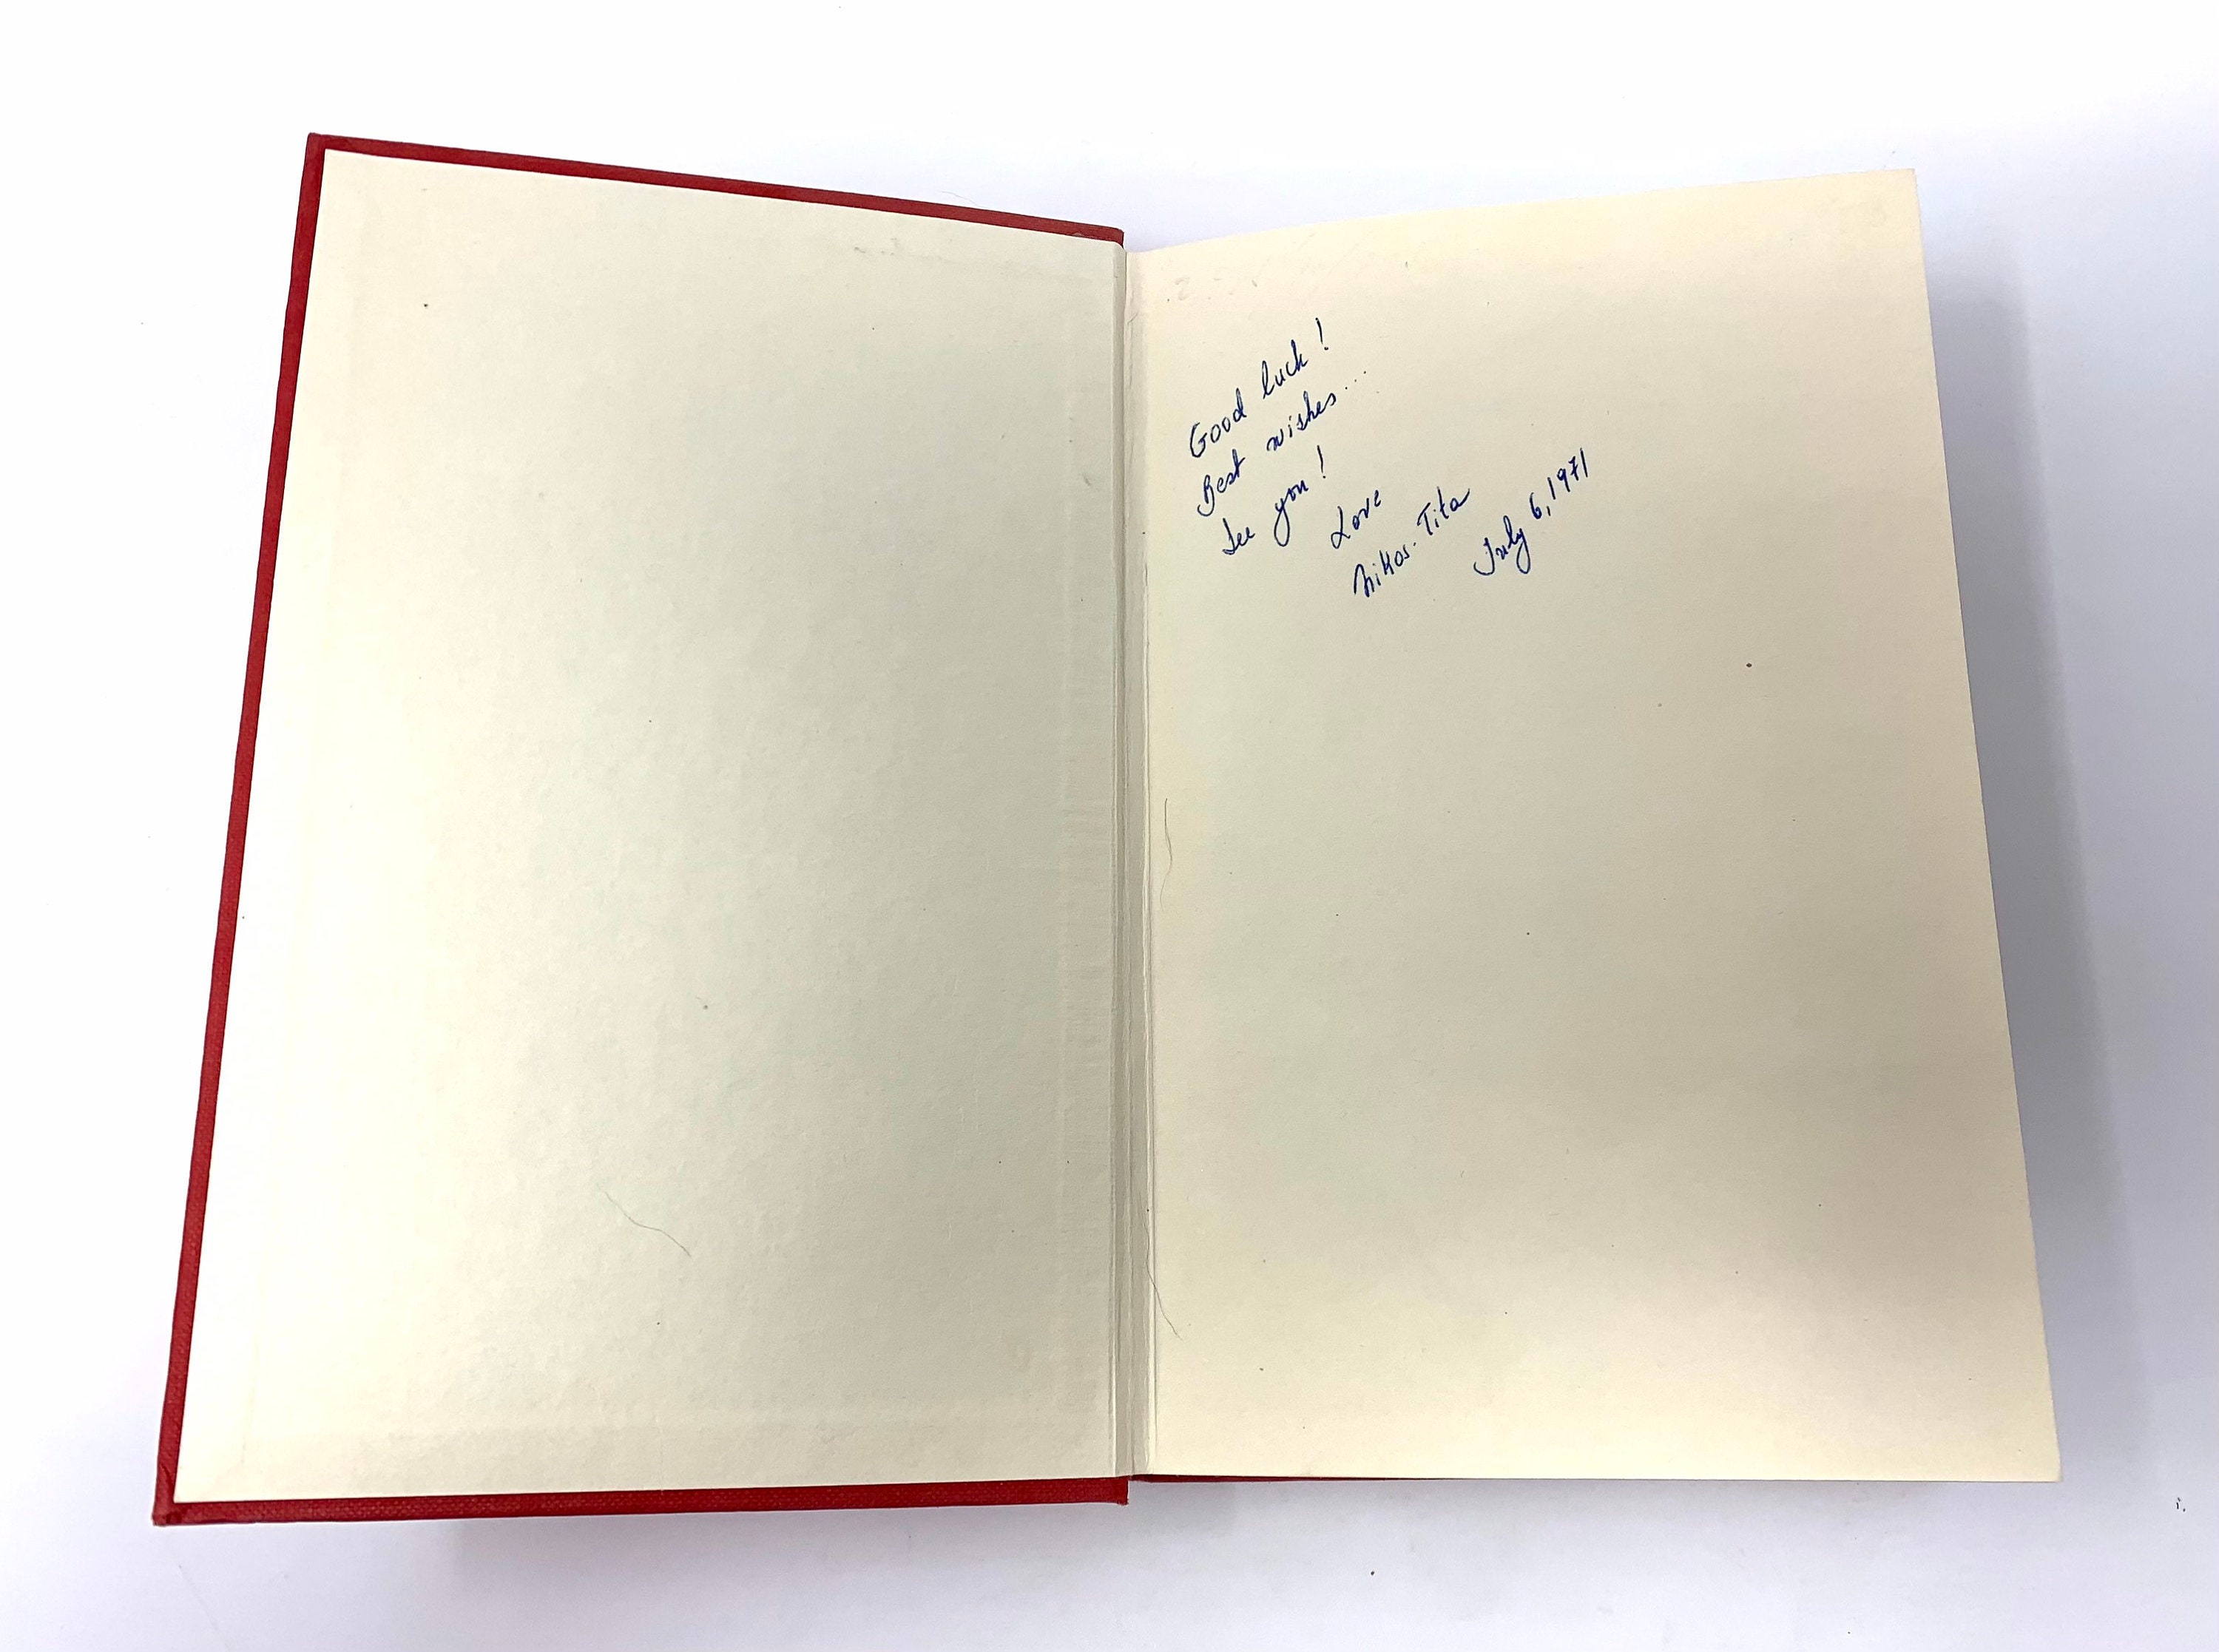 Good luck!
Best wishes...
See you!
Love
Nikos-Tita
July 6, 1971